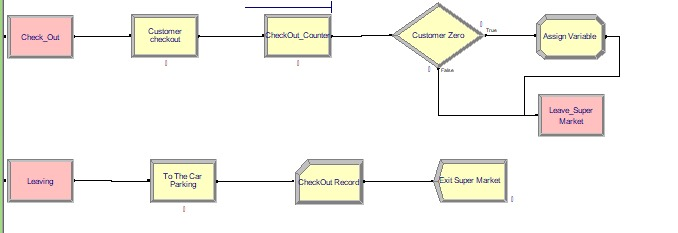 Check_Out
Customer
checkout
CheckOut_Counter
Customer Zero
True
False
Assign Variable
Leave_Super
Market
Leaving
To The Car
Parking
CheckOut Record
Exit Super Market